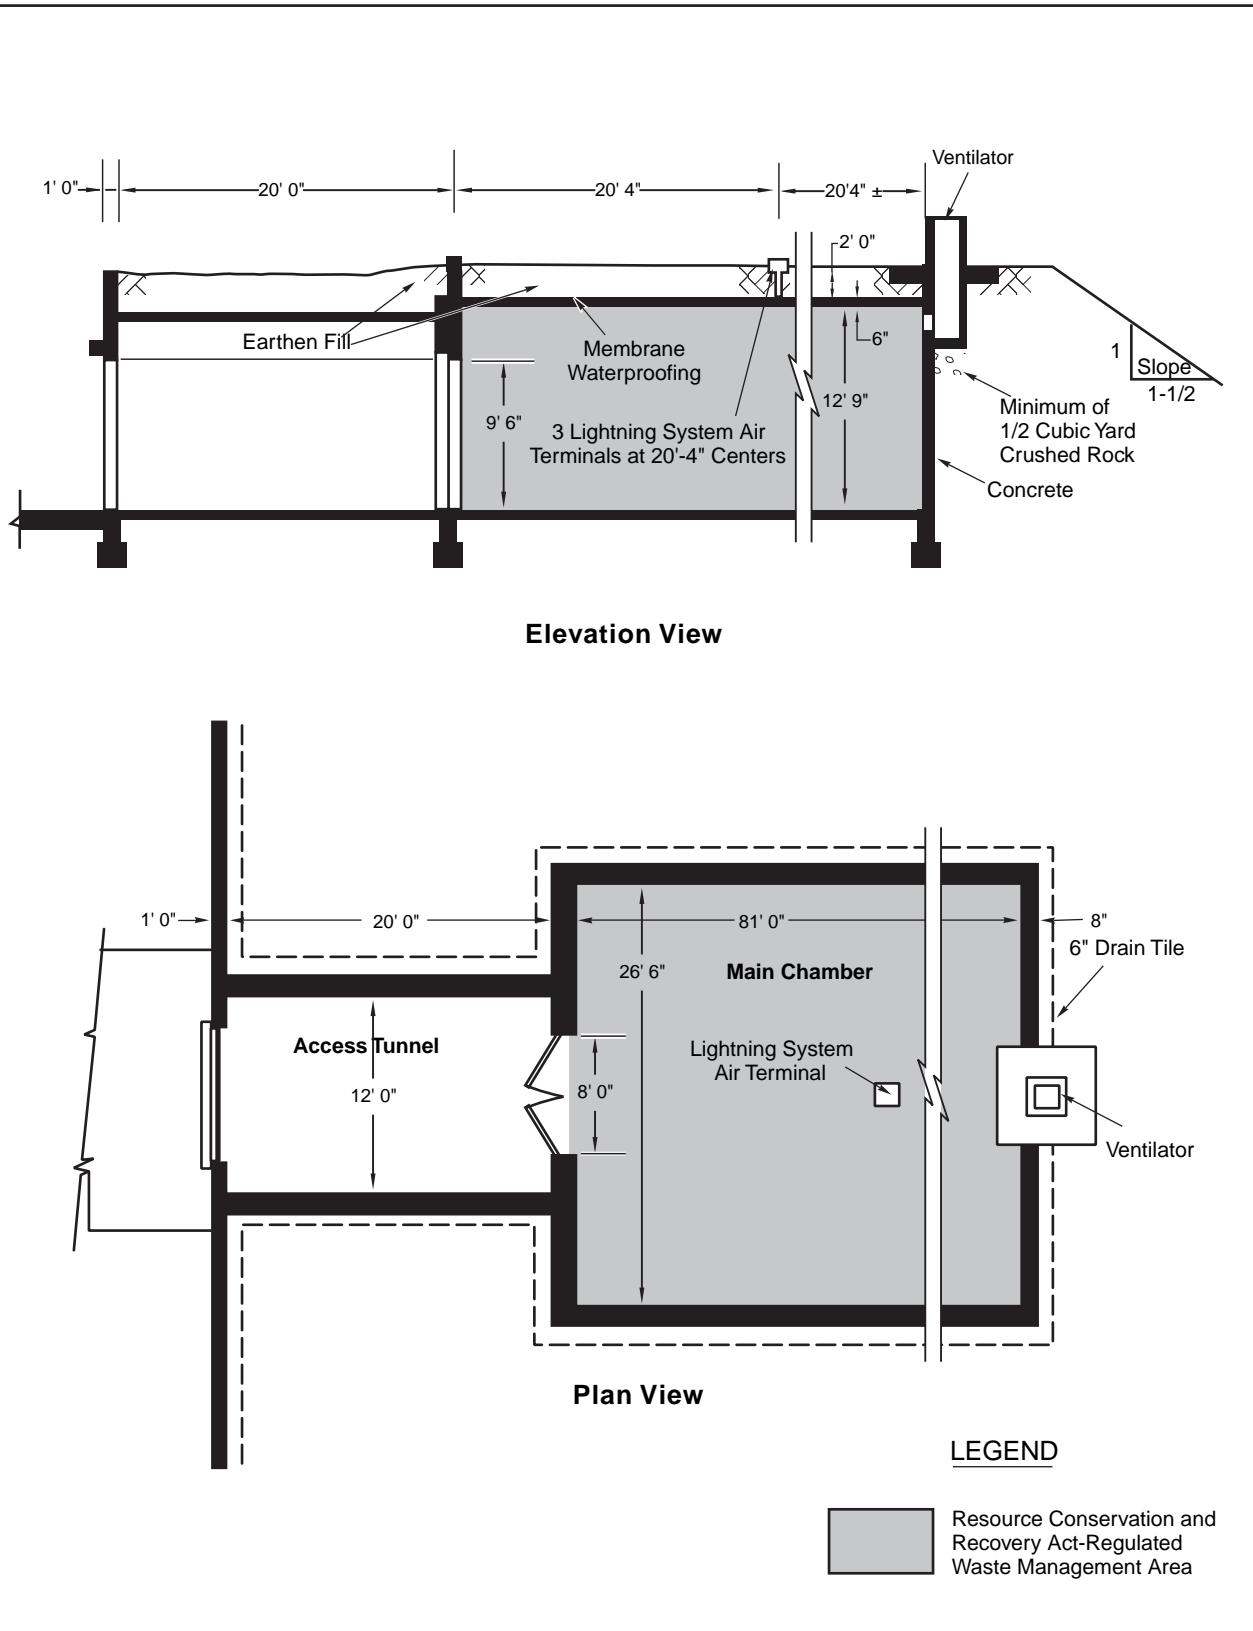 Ventilator
1' 0"
20' 0"
20' 4"
20'4" ±
2' 0"
Earthen Fill
6"
Membrane
Waterproofing
1
Slope
1-1/2
12' 9"
9' 6"
3 Lightning System Air
Terminals at 20'-4" Centers
Minimum of
1/2 Cubic Yard
Crushed Rock
Concrete
Elevation View
1' 0"
20' 0"
81' 0"
8"
6" Drain Tile
26' 6"
Main Chamber
Access Tunnel
Lightning System
Air Terminal
12' 0"
8' 0"
Ventilator
Plan View
LEGEND
Resource Conservation and
Recovery Act-Regulated
Waste Management Area